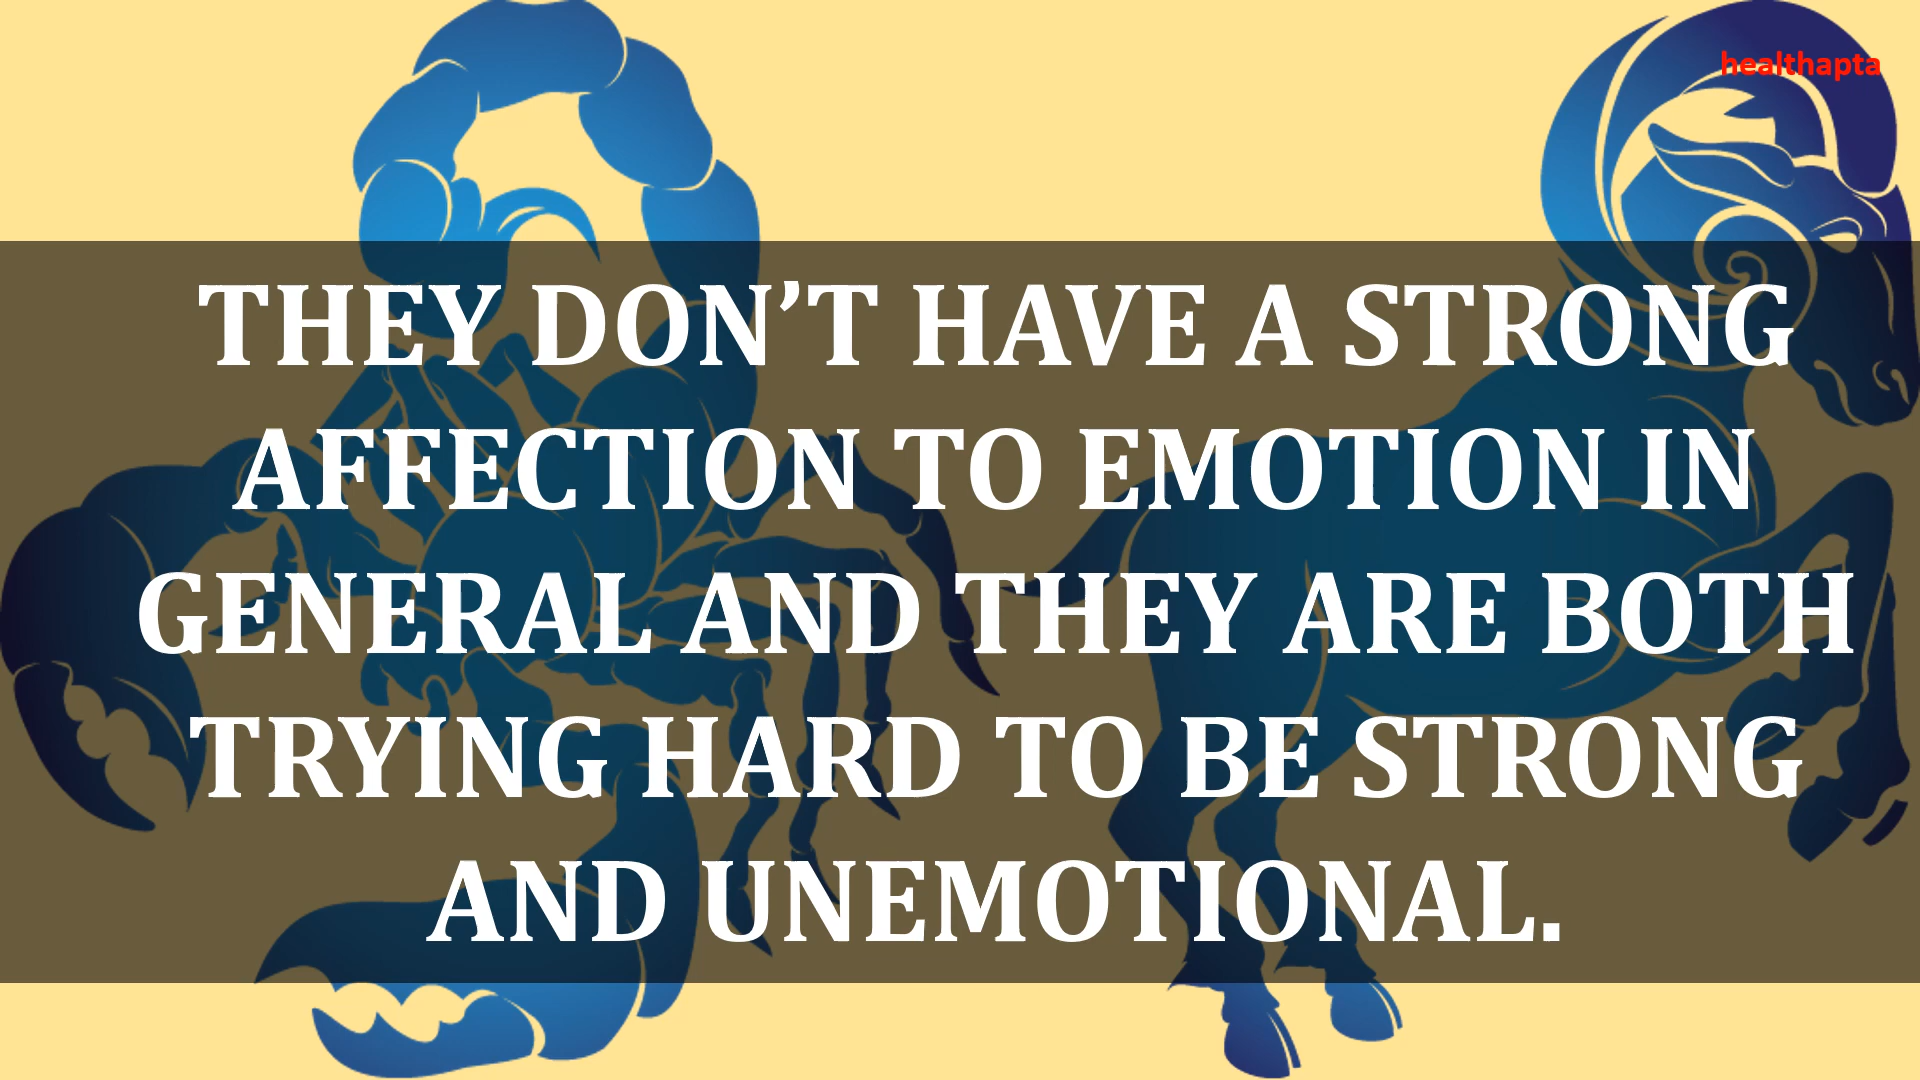 healthapta
THEY DON’T HAVE A STRONG
AFFECTION TO EMOTION IN
GENERAL AND THEY ARE BOTH
TRYING HARD TO BE STRONG
AND UNEMOTIONAL.